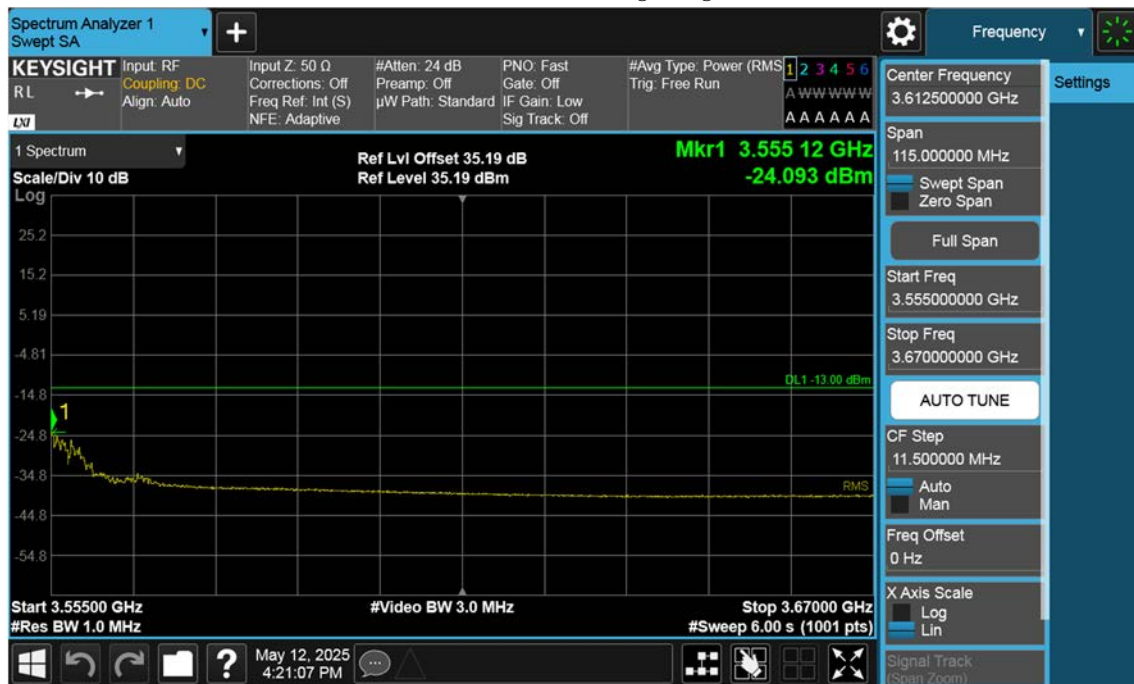 Spectrum Analyzer 1
Swept SA
+
Frequency
KEYSIGHT
RL
LXI
Input: RF
Coupling: DC
Align: Auto
Input Z: 50 Ω
Corrections: Off
Freq Ref: Int (S)
NFE: Adaptive
#Atten: 24 dB
Preamp: Off
µW Path: Standard
PNO: Fast
Gate: Off
IF Gain: Low
Sig Track: Off
#Avg Type: Power (RMS
Trig: Free Run
1 2 3 4 5 6
A W W W W W
A A A A A A
1 Spectrum
Scale/Div 10 dB
Ref Lvl Offset 35.19 dB
Ref Level 35.19 dBm
Mkr1 3.555 12 GHz
-24.093 dBm
Log
25.2
15.2
5.19
-4.81
DL1 -13.00 dBm
-14.8
1
-24.8
-34.8
RMS
-44.8
-54.8
Start 3.55500 GHz
#Video BW 3.0 MHz
Stop 3.67000 GHz
#Res BW 1.0 MHz
#Sweep 6.00 s (1001 pts)
?
May 12, 2025
4:21:07 PM
Center Frequency
3.612500000 GHz
Settings
Span
115.000000 MHz
Swept Span
Zero Span
Full Span
Start Freq
3.555000000 GHz
Stop Freq
3.670000000 GHz
AUTO TUNE
CF Step
11.500000 MHz
Auto
Man
Freq Offset
0 Hz
X Axis Scale
Log
Lin
Signal Track
(Span Zoom)